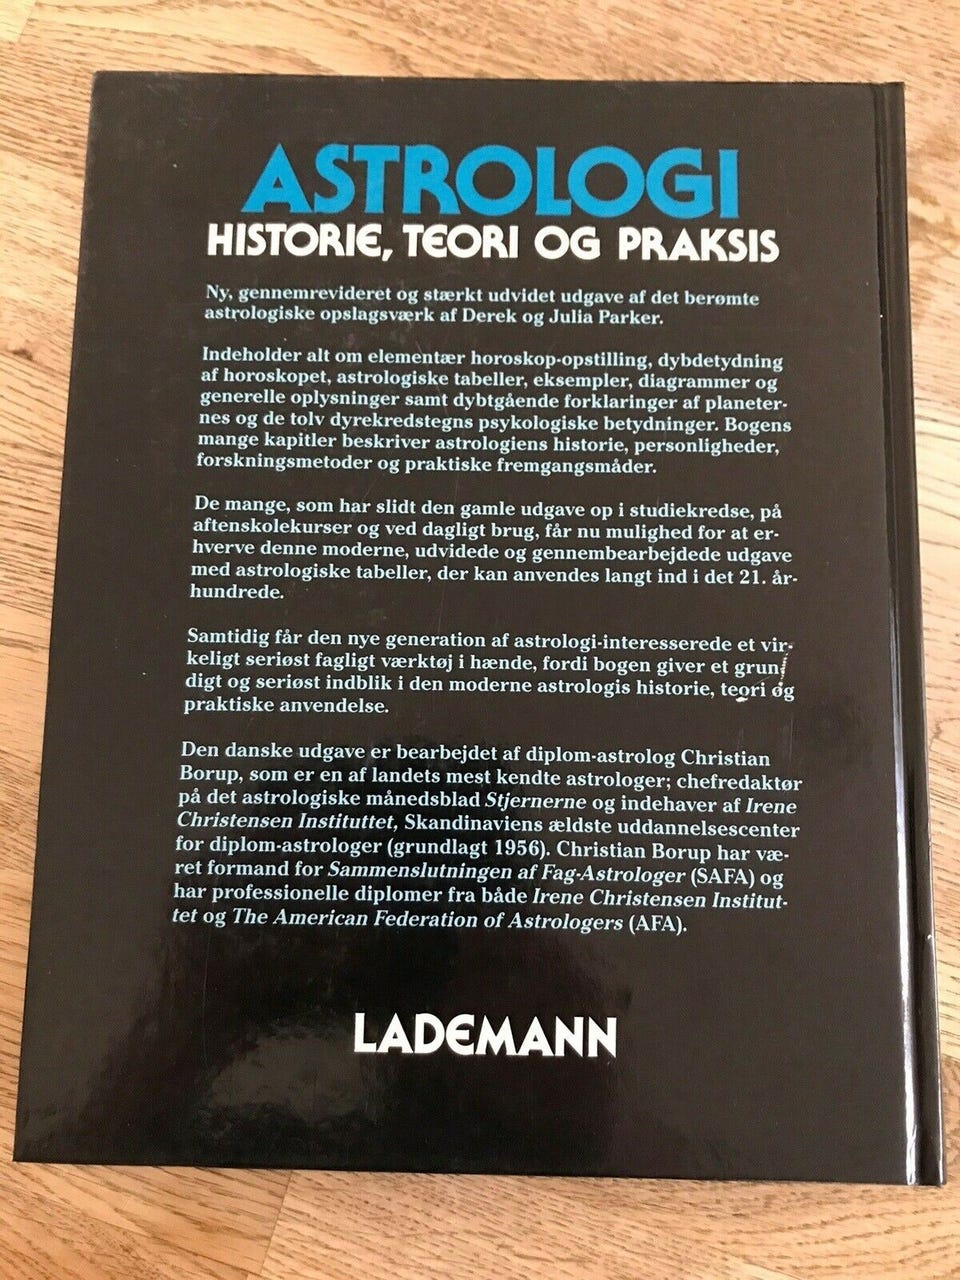 ASTROLOGI
HISTORIE, TEORI OG PRAKSIS
Ny, gennemrevideret og stærkt udvidet udgave af det berømte
astrologiske opslagsværk af Derek og Julia Parker.
Indeholder alt om elementær horoskop-opstilling, dybdetydning
af horoskopet, astrologiske tabeller, eksempler, diagrammer og
generelle oplysninger samt dybtgående forklaringer af planeter-
nes og de tolv dyrekredstegns psykologiske betydninger. Bogens
mange kapitler beskriver astrologiens historie, personligheder,
forskningsmetoder og praktiske fremgangsmåder.
De mange, som har slidt den gamle udgave op i studiekredse, på
aftenskolekurser og ved dagligt brug, får nu mulighed for at er-
hverve denne moderne, udvidede og gennembearbejdede udgave
med astrologiske tabeller, der kan anvendes langt ind i det 21. år-
hundrede.
Samtidig får den nye generation af astrologi-interesserede et vir-
keligt seriøst fagligt værktøj i hænde, fordi bogen giver et grun-
digt og seriøst indblik i den moderne astrologis historie, teori og
praktiske anvendelse.
Den danske udgave er bearbejdet af diplom-astrolog Christian
Borup, som er en af landets mest kendte astrologer; chefredaktør
på det astrologiske månedsblad Stjernerne og indehaver af Irene
Christensen Instituttet, Skandinaviens ældste uddannelsescenter
for diplom-astrologer (grundlagt 1956). Christian Borup har væ-
ret formand for Sammenslutningen af Fag-Astrologer (SAFA) og
har professionelle diplomer fra både Irene Christensen Institut-
tet og The American Federation of Astrologers (AFA).
LADEMANN